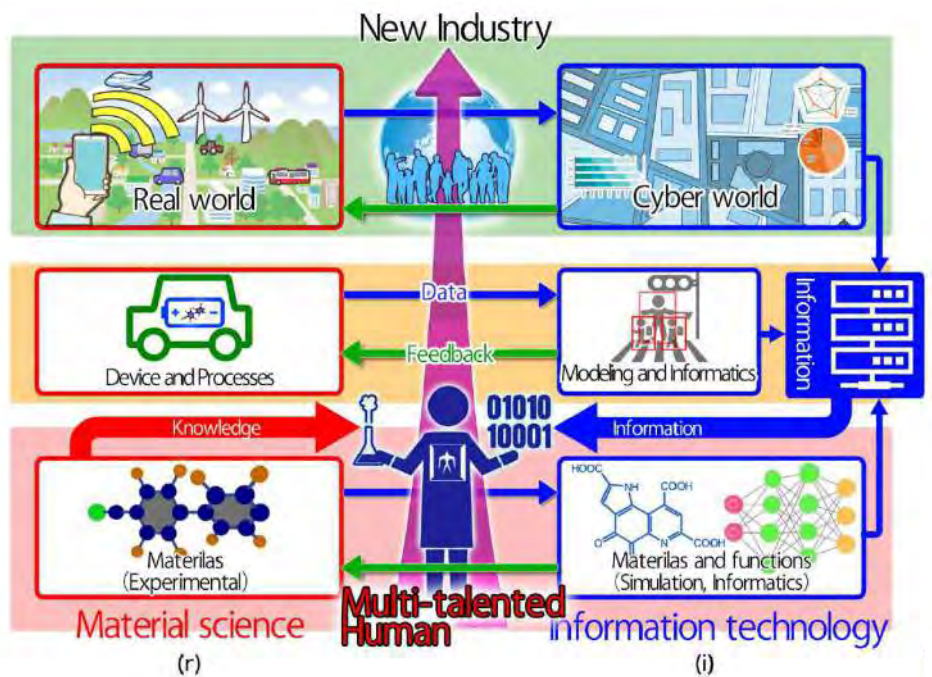 New Industry
Real world
Cyber world
Data
Feedback
Device and Processes
Modeling and Informatics
Information
Knowledge
01010
10001
Information
HOOC
NH
COOH
COOH
O
O
N
Materilas
(Experimental)
Materilas and functions
(Simulation, Informatics)
Material science
Multi-talented
Human
Information technology
(r)
(i)